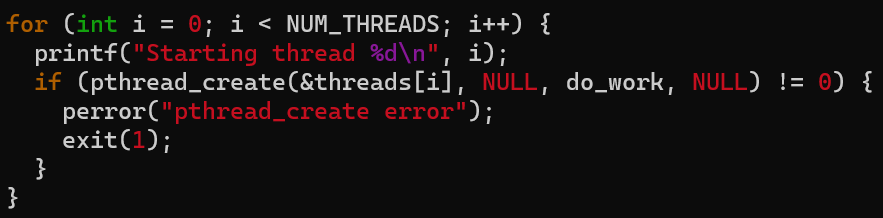 for (int i = 0; i < NUM_THREADS; i++) {
  printf("Starting thread %d\n", i);
  if (pthread_create(&threads[i], NULL, do_work, NULL) != 0) {
    perror("pthread_create error");
    exit(1);
  }
}